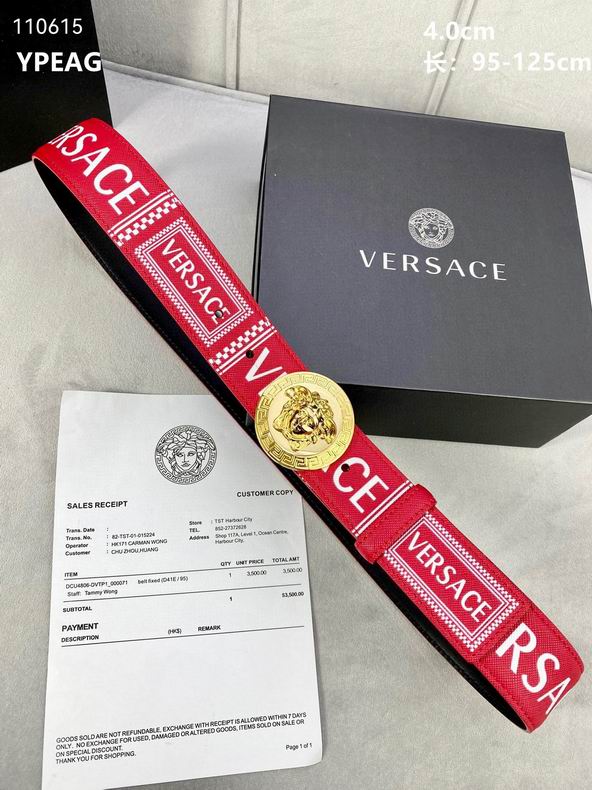 110615
YPEAG
4.0cm
长：95-125cm
VERSACE
ERSACE
VERSACE
V
CE
VERSACE
RSA
CUSTOMER COPY
SALES RECEIPT
Trans. Date :
Trans. No. : 82-TST-01-015224
Operator : HK171 CARMAN WONG
Customer : CHU ZHOU,HUANG
Store : TST Harbour City
TEL. 852-27372628
Address Shop 117A, Level 1, Ocean Centre,
Harbour City.
ITEM QTY UNIT PRICE TOTAL AMT
DCU4806-DVTP1_000071 belt fixed (D41E / 95) 1 3,500.00 3,500.00
Staff: Tammy Wong
SUBTOTAL 1 53,500.00
PAYMENT
DESCRIPTION (HK$) REMARK
GOODS SOLD ARE NOT REFUNDABLE, EXCHANGE WITH RECEIPT IS ALLOWED WITHIN 7 DAYS
ONLY. NO EXCHANGE FOR USED, DAMAGED OR ALTERED GOODS, ITEMS SOLD ON SALE OR
ON SPECIAL DISCOUNT.
THANK YOU FOR SHOPPING.
Page 1 of 1